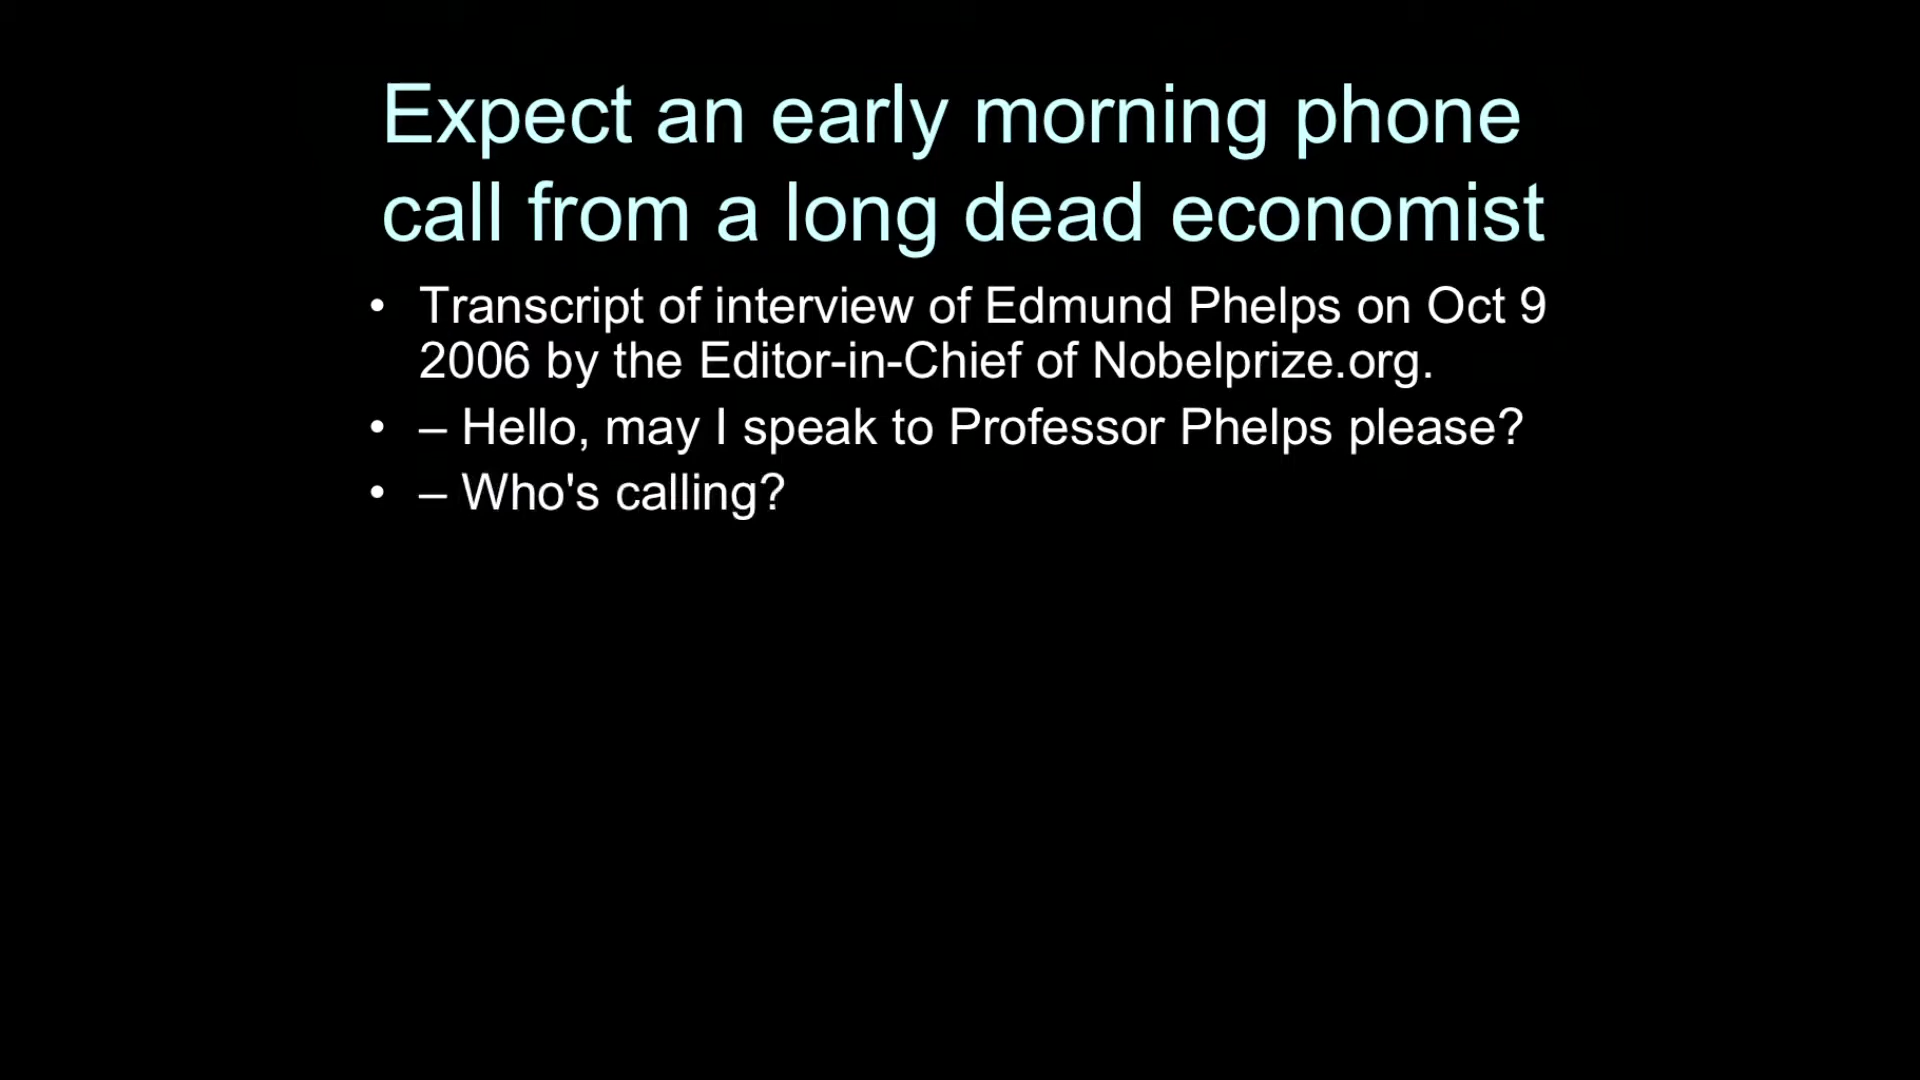 Expect an early morning phone
call from a long dead economist
• Transcript of interview of Edmund Phelps on Oct 9
2006 by the Editor-in-Chief of Nobelprize.org.
• – Hello, may I speak to Professor Phelps please?
• – Who's calling?